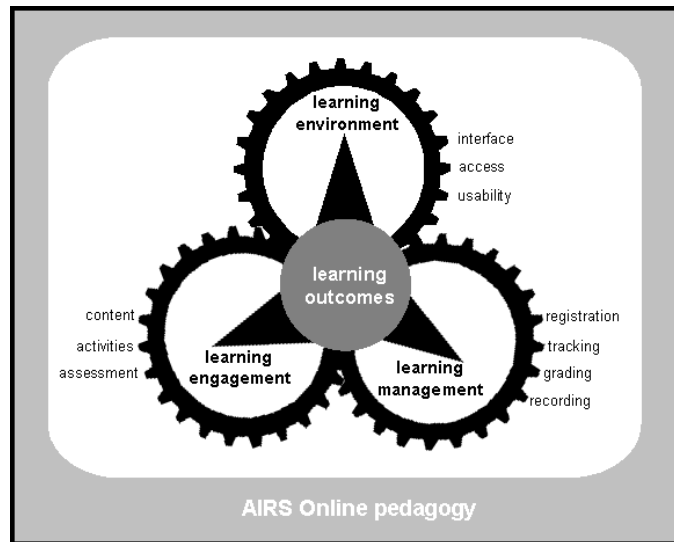 learning
environment
interface
access
usability
learning
outcomes
content
activities
assessment
learning
engagement
registration
tracking
grading
recording
learning
management
AIRS Online pedagogy